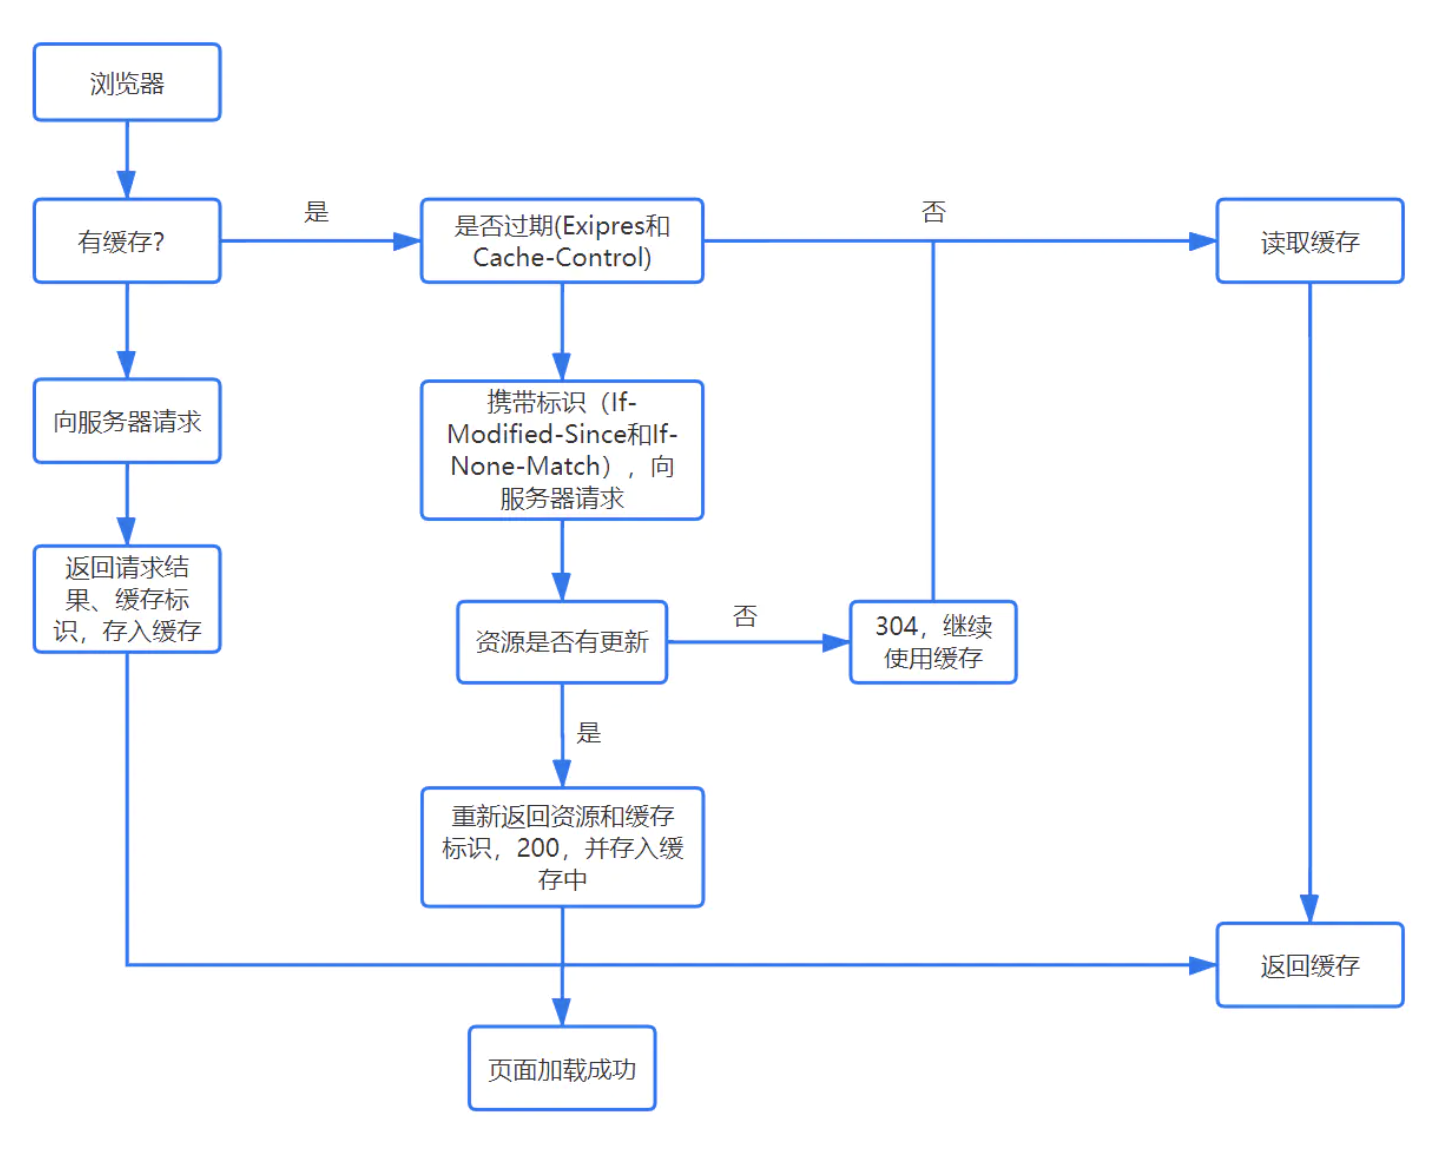 浏览器
有缓存？
是
是否过期(Exipres和
Cache-Control)
否
读取缓存
向服务器请求
携带标识（If-
Modified-Since和If-
None-Match），向
服务器请求
返回请求结
果、缓存标
识，存入缓存
资源是否有更新
否
304，继续
使用缓存
是
重新返回资源和缓存
标识，200，并存入缓
存中
返回缓存
页面加载成功